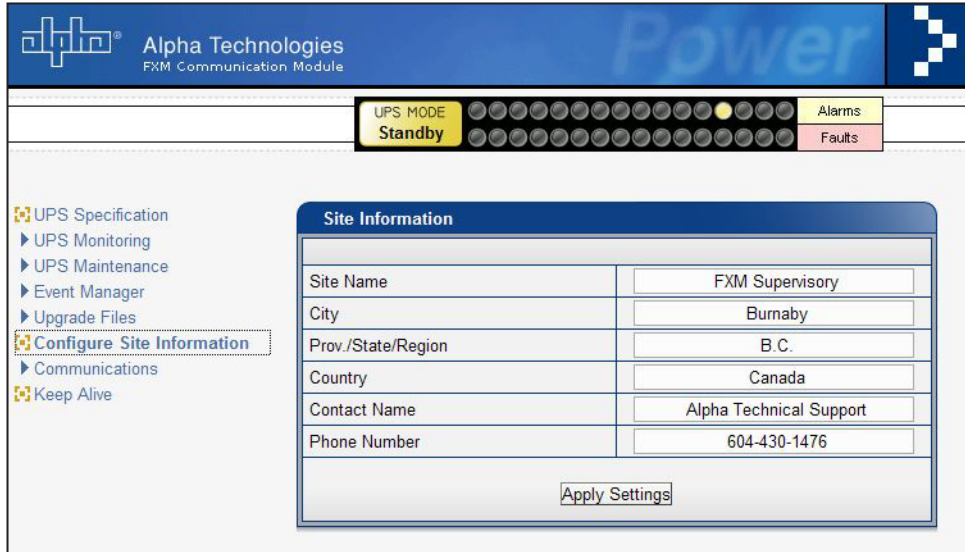 alpha®
Alpha Technologies
FXM Communication Module
Power
UPS MODE
Standby
Alarms
Faults
UPS Specification
UPS Monitoring
UPS Maintenance
Event Manager
Upgrade Files
Configure Site Information
Communications
Keep Alive
Site Information
Site Name FXM Supervisory
City Burnaby
Prov./State/Region B.C.
Country Canada
Contact Name Alpha Technical Support
Phone Number 604-430-1476
Apply Settings